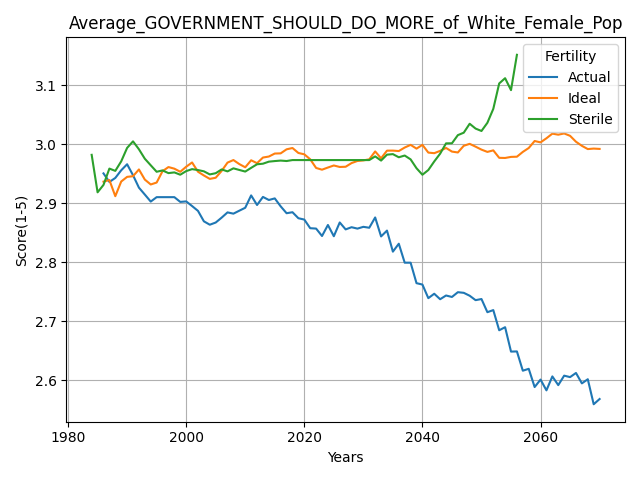 Average_GOVERNMENT_SHOULD_DO_MORE_of_White_Female_Pop
Fertility
Actual
Ideal
Sterile
Score(1-5)
3.1
3.0
2.9
2.8
2.7
2.6
1980 2000 2020 2040 2060
Years